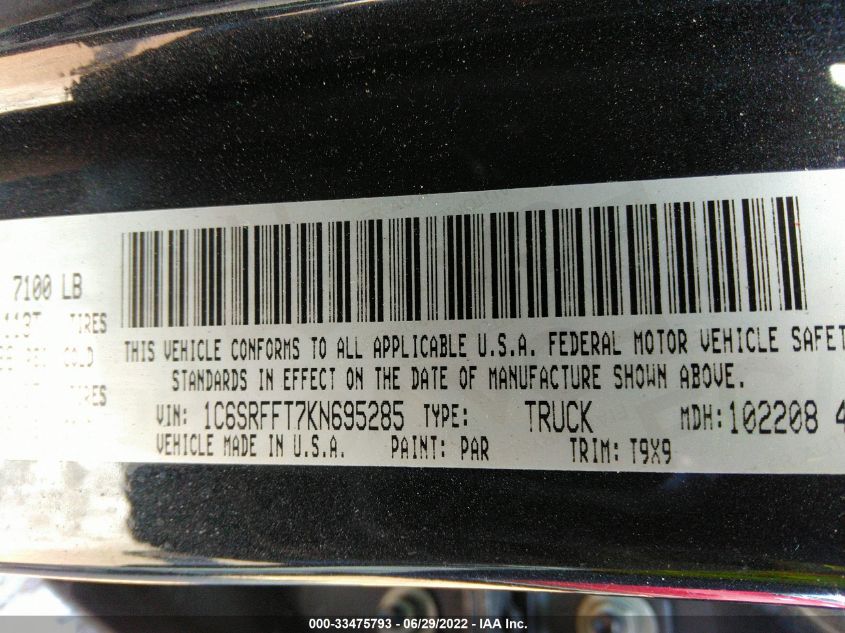 7100 LB
TIRES
COLD
THIS VEHICLE CONFORMS TO ALL APPLICABLE U.S.A. FEDERAL MOTOR VEHICLE SAFET
STANDARDS IN EFFECT ON THE DATE OF MANUFACTURE SHOWN ABOVE.
VIN: 1C6SRFFT7KN695285 TYPE: TRUCK MDH: 102208 4
VEHICLE MADE IN U.S.A. PAINT: PAR TRIM: T9X9
000-33475793 - 06/29/2022 - IAA Inc.